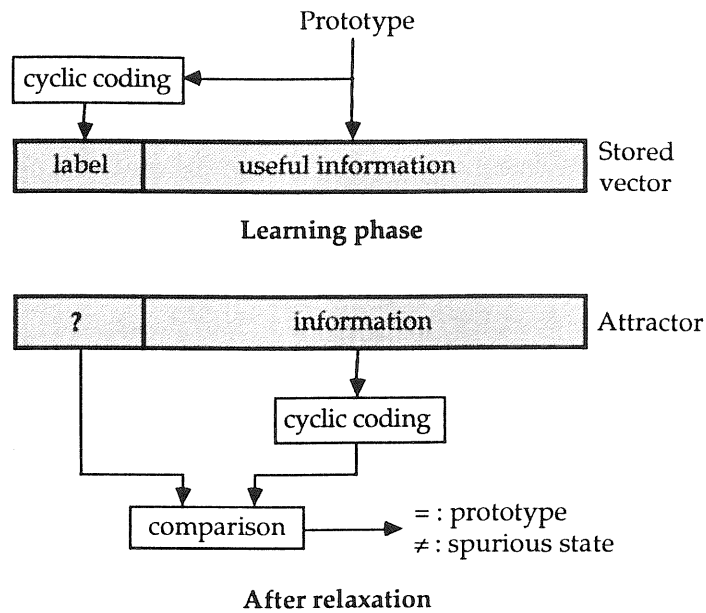 Prototype
cyclic coding
label
useful information
Stored
vector
Learning phase
?
information
Attractor
cyclic coding
comparison
= : prototype
≠ : spurious state
After relaxation